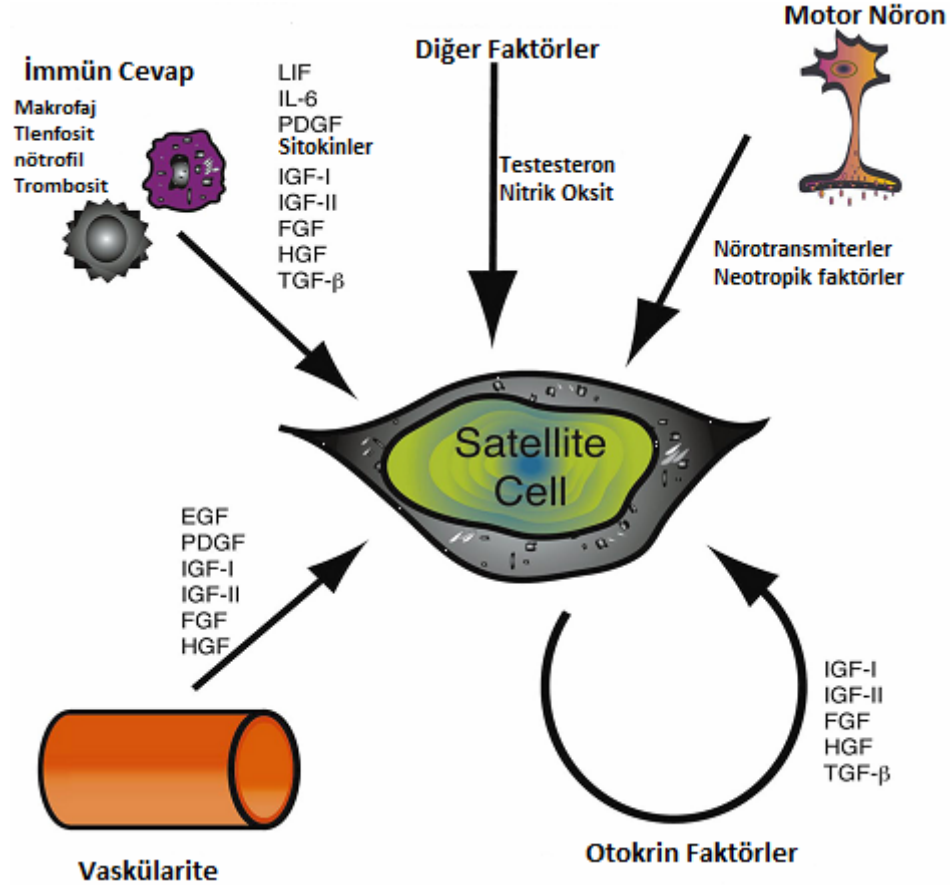 İmmün Cevap
Makrofaj
Tlenfosit
nötrofil
Trombosit
LIF
IL-6
PDGF
Sitokinler
IGF-I
IGF-II
FGF
HGF
TGF-β
Diğer Faktörler
Testesteron
Nitrik Oksit
Motor Nöron
Nörotransmiterler
Neotropik faktörler
Satellite
Cell
EGF
PDGF
IGF-I
IGF-II
FGF
HGF
Vaskülarite
IGF-I
IGF-II
FGF
HGF
TGF-β
Otokrin Faktörler